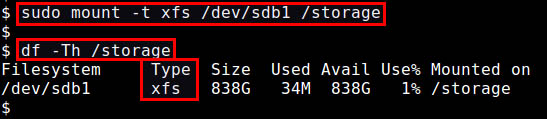 $ sudo mount -t xfs /dev/sdb1 /storage
$
$ df -Th /storage
Filesystem     Type  Size  Used Avail Use% Mounted on
/dev/sdb1      xfs   838G   34M  838G   1% /storage
$